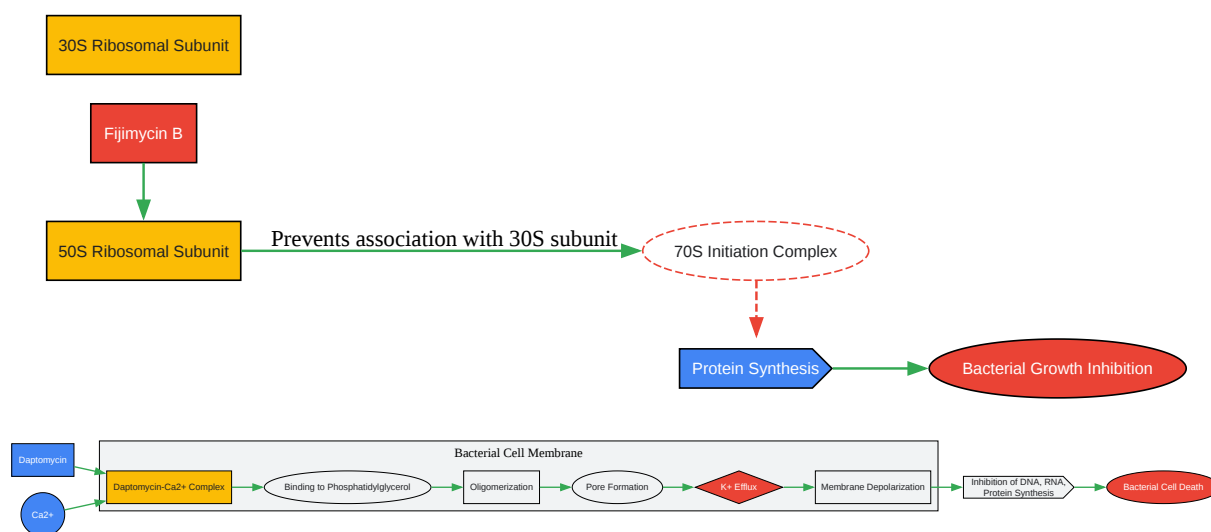 30S Ribosomal Subunit
Fijimycin B
50S Ribosomal Subunit
Prevents association with 30S subunit
70S Initiation Complex
Protein Synthesis
Bacterial Growth Inhibition
Bacterial Cell Membrane
Daptomycin
Ca2+
Daptomycin-Ca2+ Complex
Binding to Phosphatidylglycerol
Oligomerization
Pore Formation
K+ Efflux
Membrane Depolarization
Inhibition of DNA, RNA,
Protein Synthesis
Bacterial Cell Death